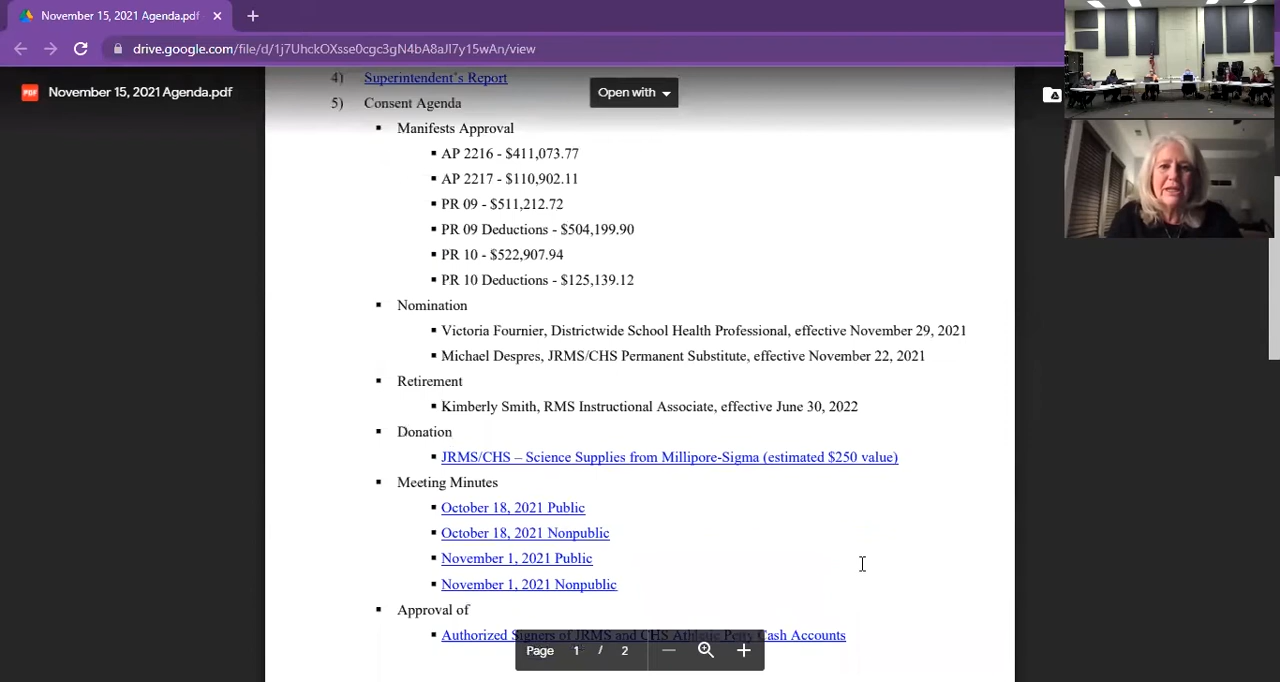 November 15, 2021 Agenda.pdf
drive.google.com/file/d/1j7UhckOXsse0cgc3gN4bA8aJl7y15wAn/view
PDF November 15, 2021 Agenda.pdf
Open with
4) Superintendent's Report
5) Consent Agenda
▪ Manifests Approval
▪ AP 2216 - $411,073.77
▪ AP 2217 - $110,902.11
▪ PR 09 - $511,212.72
▪ PR 09 Deductions - $504,199.90
▪ PR 10 - $522,907.94
▪ PR 10 Deductions - $125,139.12
▪ Nomination
▪ Victoria Fournier, Districtwide School Health Professional, effective November 29, 2021
▪ Michael Despres, JRMS/CHS Permanent Substitute, effective November 22, 2021
▪ Retirement
▪ Kimberly Smith, RMS Instructional Associate, effective June 30, 2022
▪ Donation
▪ JRMS/CHS – Science Supplies from Millipore-Sigma (estimated $250 value)
▪ Meeting Minutes
▪ October 18, 2021 Public
▪ October 18, 2021 Nonpublic
▪ November 1, 2021 Public
▪ November 1, 2021 Nonpublic
▪ Approval of
▪ Authorized Signers of JRMS and CHS Athletic Petty Cash Accounts
Page 1 / 2